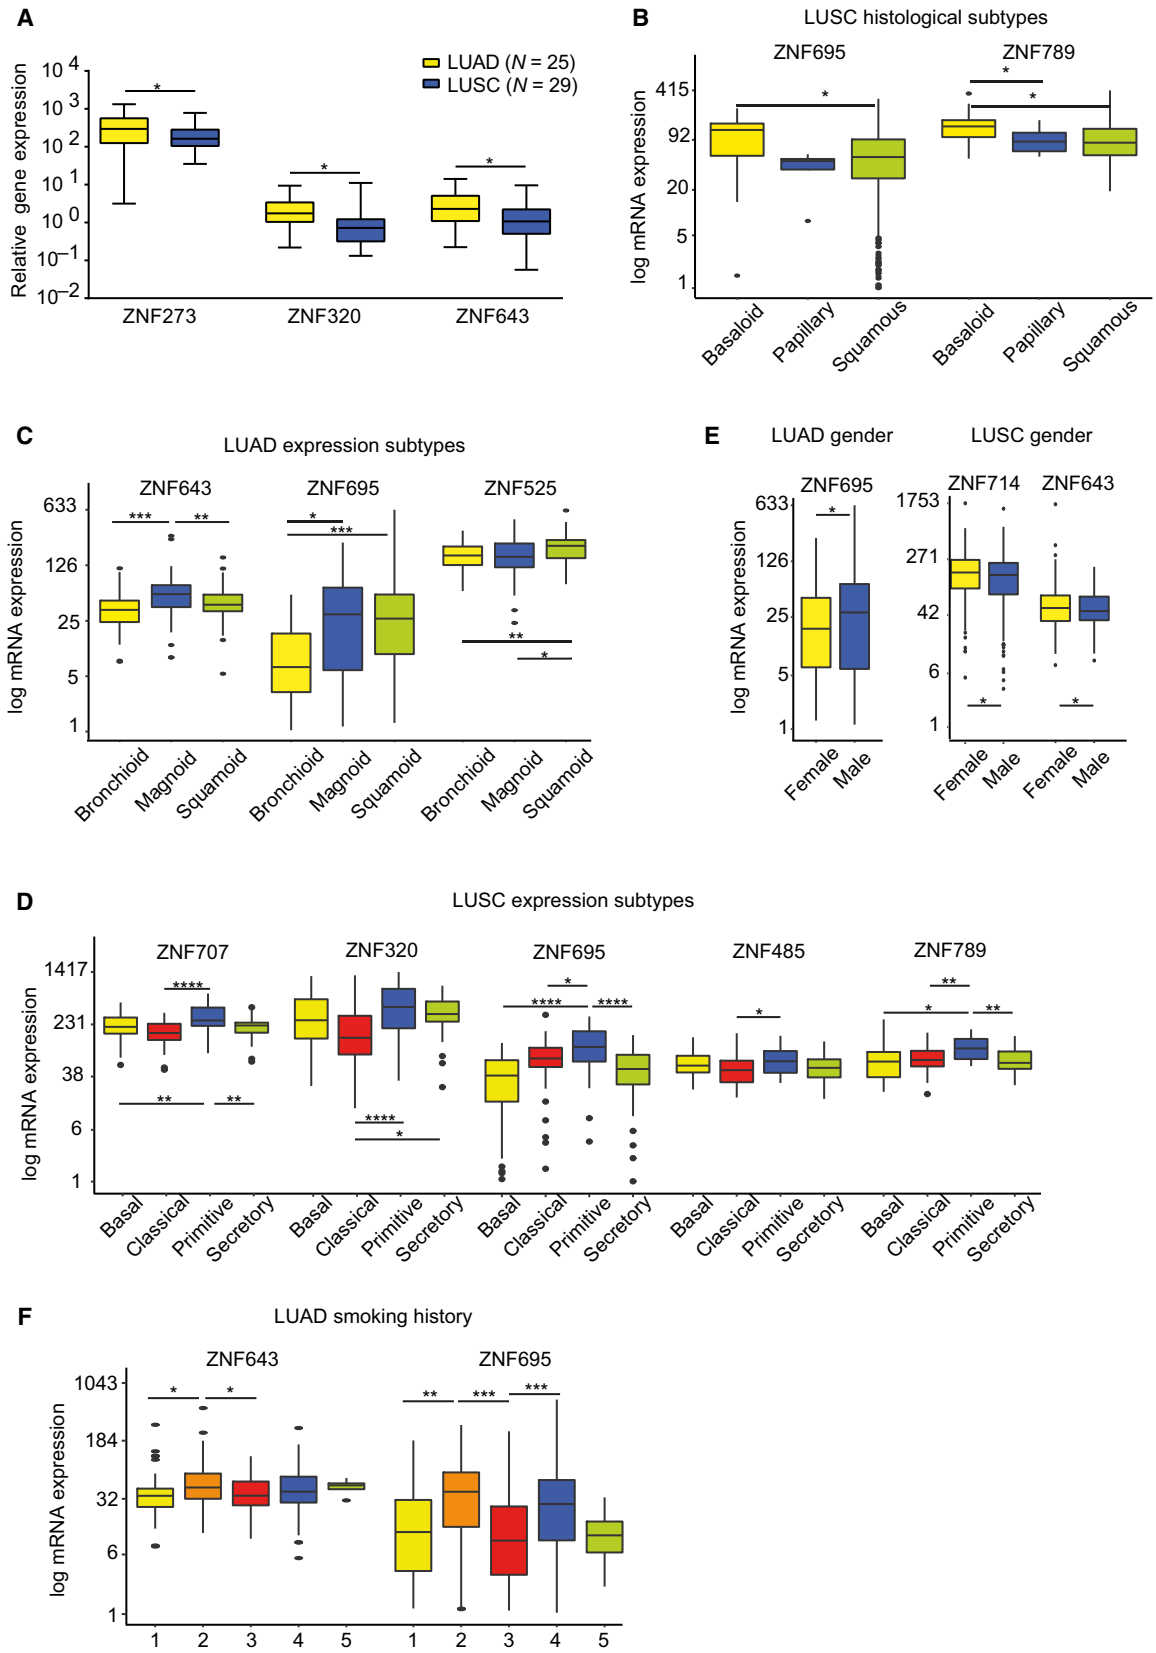 A
LUAD (N = 25)
LUSC (N = 29)
Relative gene expression
10 4
10 3
10 2
10 1
10 0
10–1
10–2
*
*
*
ZNF273 ZNF320 ZNF643
B
LUSC histological subtypes
ZNF695 ZNF789
log mRNA expression
415
92
20
5
1
*
*
*
Basaloid Papillary Squamous Basaloid Papillary Squamous
C
LUAD expression subtypes
ZNF643 ZNF695 ZNF525
log mRNA expression
633
126
25
5
1
*** **
*
***
**
*
Bronchioid Magnoid Squamoid Bronchioid Magnoid Squamoid Bronchioid Magnoid Squamoid
E
LUAD gender LUSC gender
ZNF695
log mRNA expression
633
126
25
5
1
*
Female Male
ZNF714 ZNF643
1753
271
42
6
1
* *
Female Male Female Male
D
LUSC expression subtypes
ZNF707 ZNF320 ZNF695 ZNF485 ZNF789
log mRNA expression
1417
231
38
6
1
****
** **
****
*
*
**** ****
*
**
* **
Basal Classical Primitive Secretory Basal Classical Primitive Secretory Basal Classical Primitive Secretory Basal Classical Primitive Secretory Basal Classical Primitive Secretory
F
LUAD smoking history
ZNF643 ZNF695
log mRNA expression
1043
184
32
6
1
* *
** *** ***
1 2 3 4 5 1 2 3 4 5